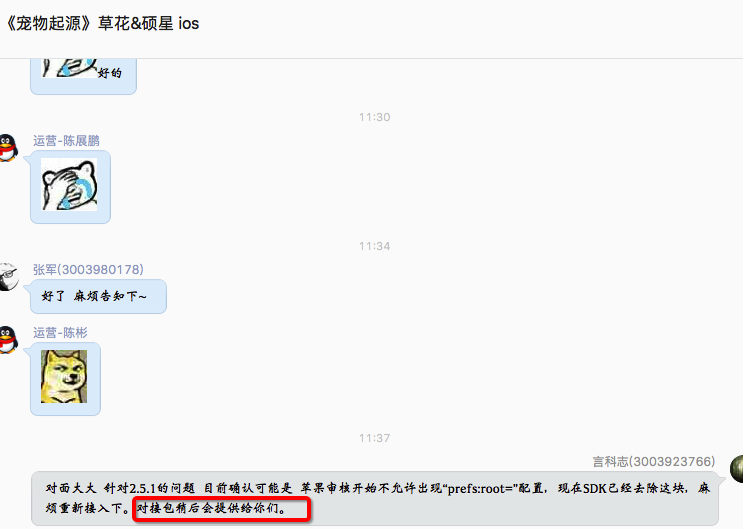 《宠物起源》草花&硕星 ios
好的
11:30
运营-陈展鹏
11:34
张军(3003980178)
好了 麻烦告知下~
运营-陈彬
11:37
言科志(3003923766)
对面大大 针对2.5.1的问题 目前确认可能是 苹果审核开始不允许出现“prefs:root=”配置，现在SDK已经去除这块，麻
烦重新接入下。对接包稍后会提供给你们。